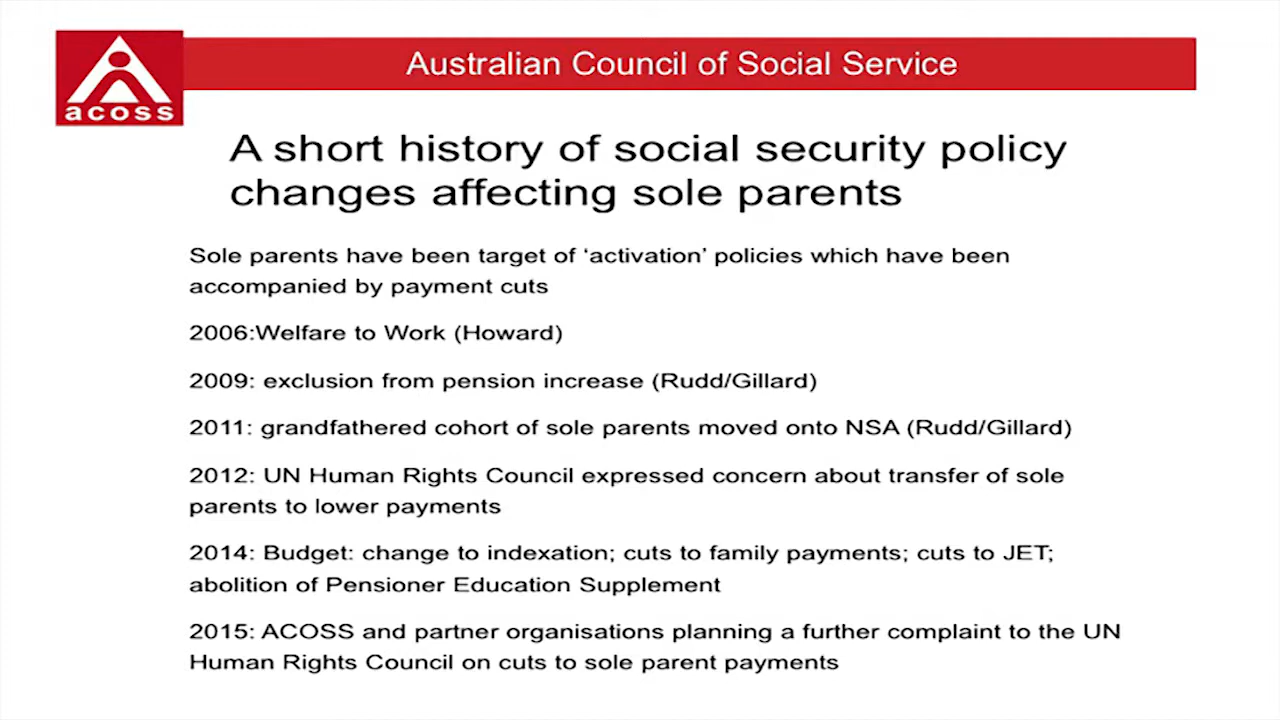 acoss
Australian Council of Social Service
A short history of social security policy
changes affecting sole parents
Sole parents have been target of ‘activation’ policies which have been
accompanied by payment cuts
2006:Welfare to Work (Howard)
2009: exclusion from pension increase (Rudd/Gillard)
2011: grandfathered cohort of sole parents moved onto NSA (Rudd/Gillard)
2012: UN Human Rights Council expressed concern about transfer of sole
parents to lower payments
2014: Budget: change to indexation; cuts to family payments; cuts to JET;
abolition of Pensioner Education Supplement
2015: ACOSS and partner organisations planning a further complaint to the UN
Human Rights Council on cuts to sole parent payments